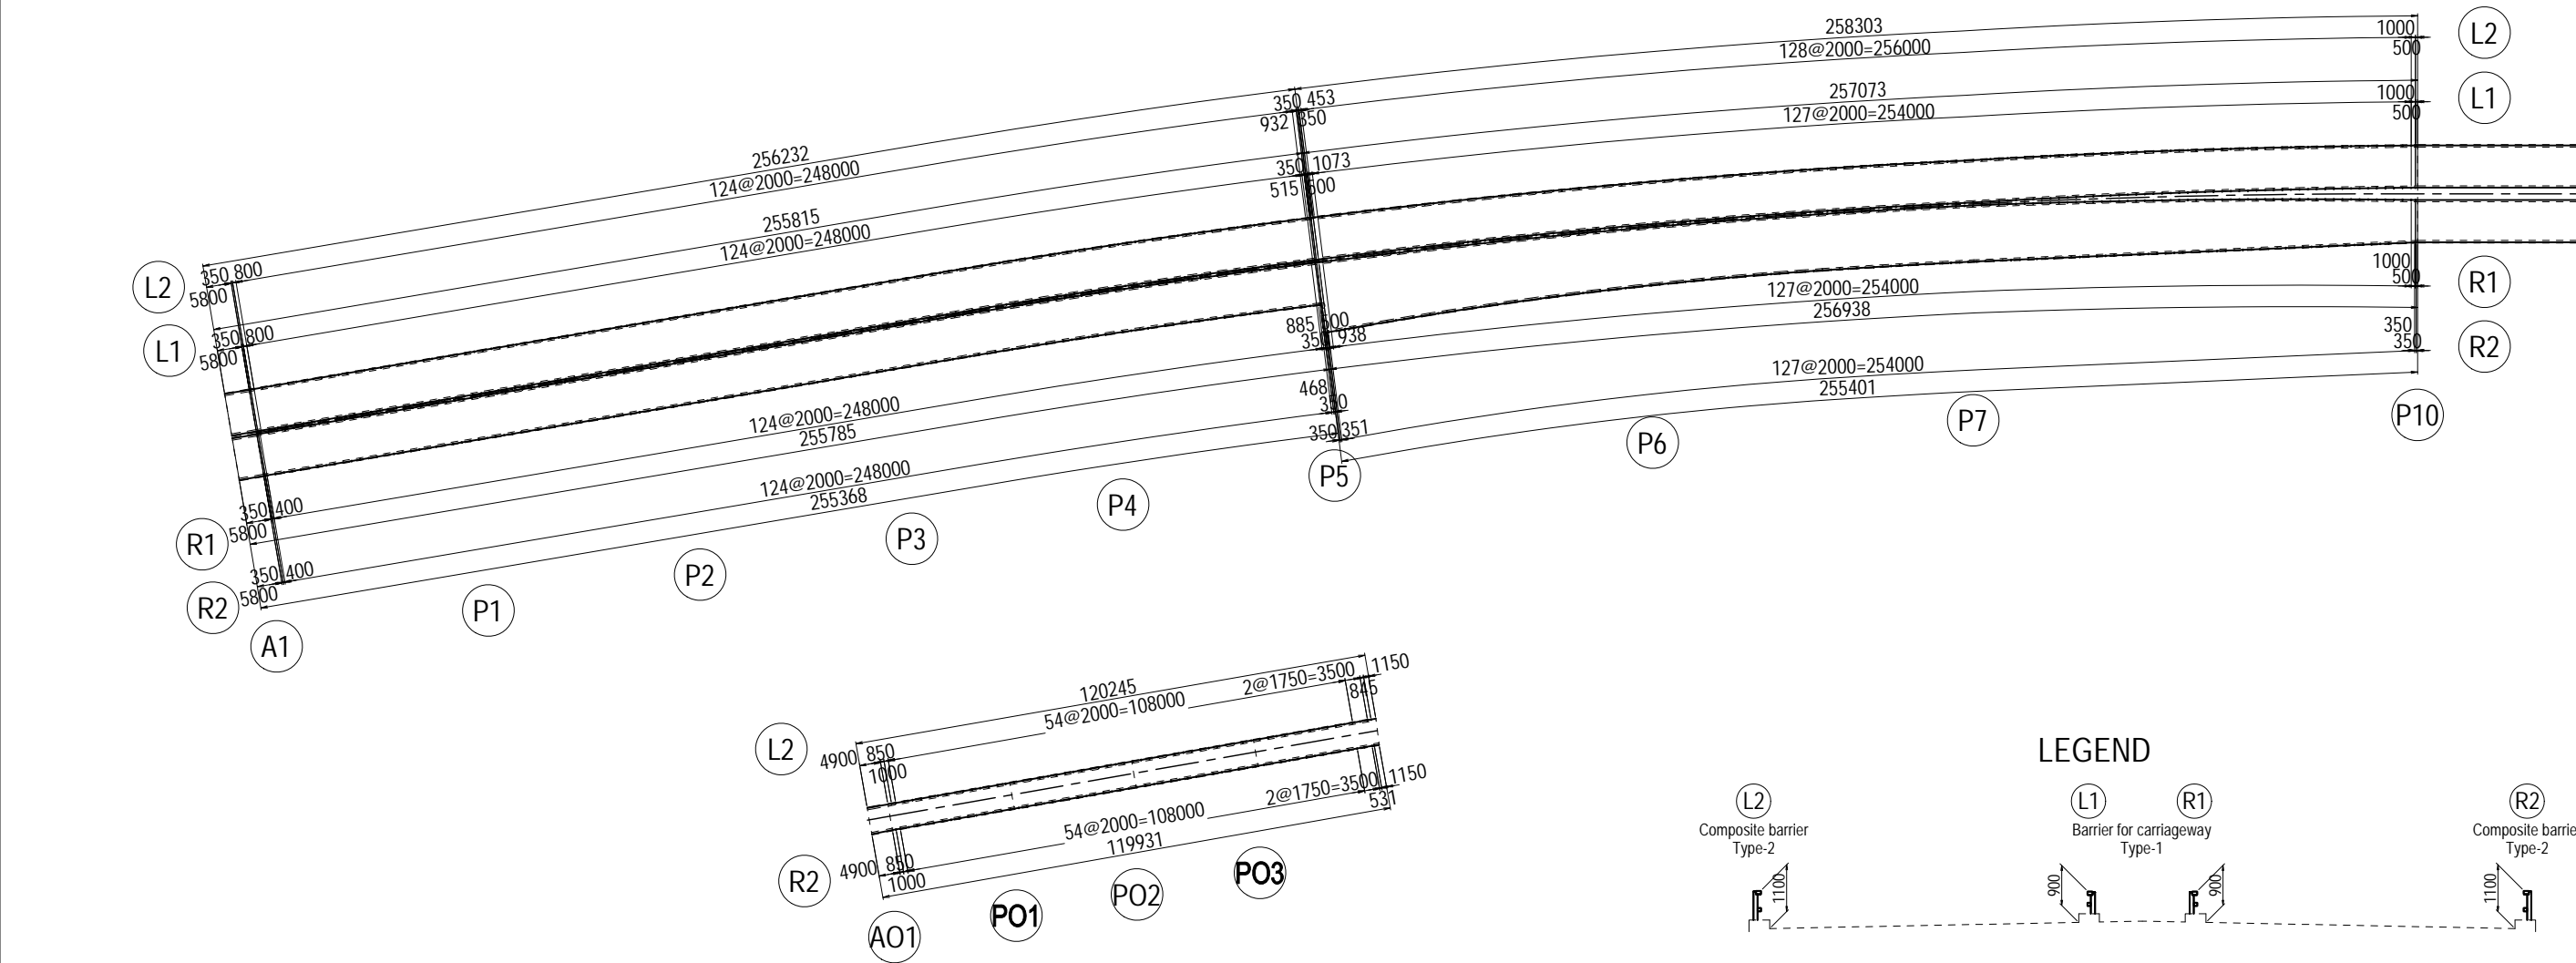 258303
1000
L2
128@2000=256000
500
257073
1000
L1
350 453
127@2000=254000
500
932 350
256232
124@2000=248000
350 1073
515 500
255815
124@2000=248000
L2
350 800
5800
L1
350 800
5800
1000
R1
500
127@2000=254000
256938
885 500
350 938
350
R2
350
127@2000=254000
255401
468
350
124@2000=248000
255785
350 351
P10
P7
P6
P5
124@2000=248000
255368
P4
350 400
R1
5800
P3
350 400
R2
5800
P2
P1
A1
120245
2@1750=3500
1150
845
54@2000=108000
L2
4900 850
1000
2@1750=3500
1150
531
54@2000=108000
119931
R2
4900 850
1000
PO3
PO2
PO1
AO1
LEGEND
L2
L1
R1
R2
Composite barrier
Type-2
Barrier for carriageway
Type-1
Composite barrie
Type-2
1100
900
900
1100